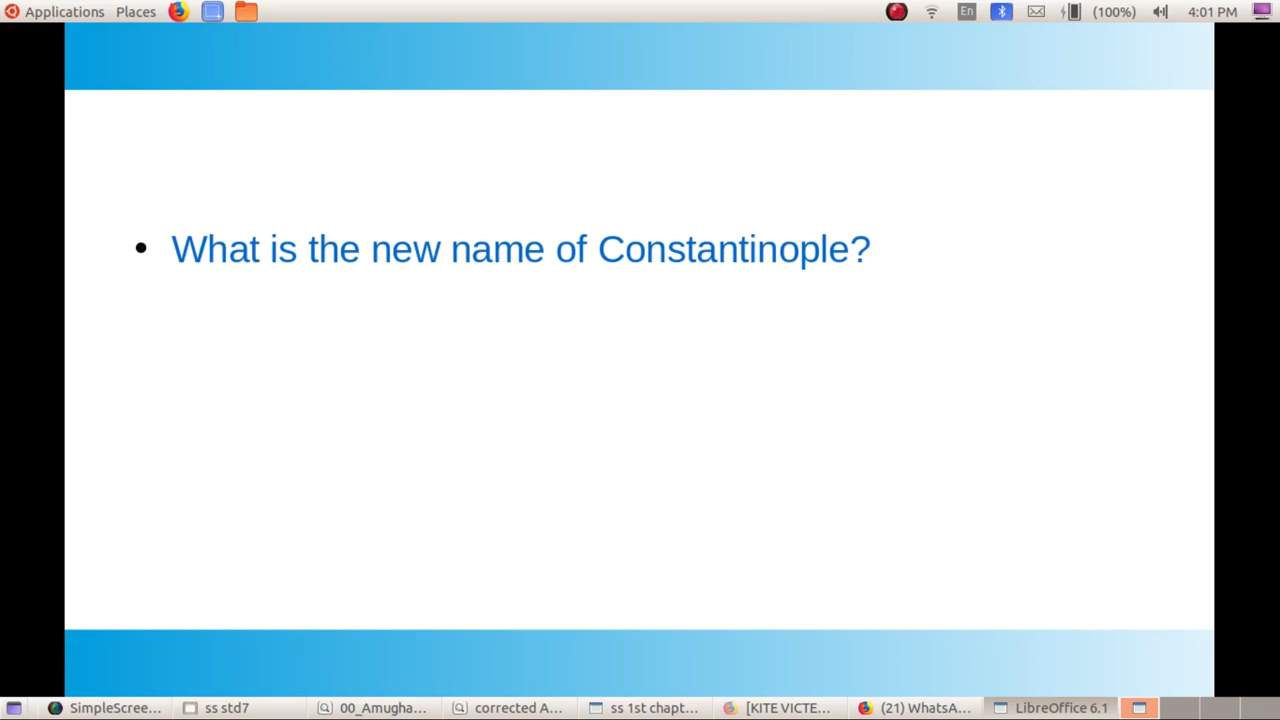 Applications Places En (100%) 4:01 PM
What is the new name of Constantinople?
SimpleScree... ss std7 00_Amugha... corrected A... ss 1st chapt... [KITE VICTE... (21) WhatsA... LibreOffice 6.1